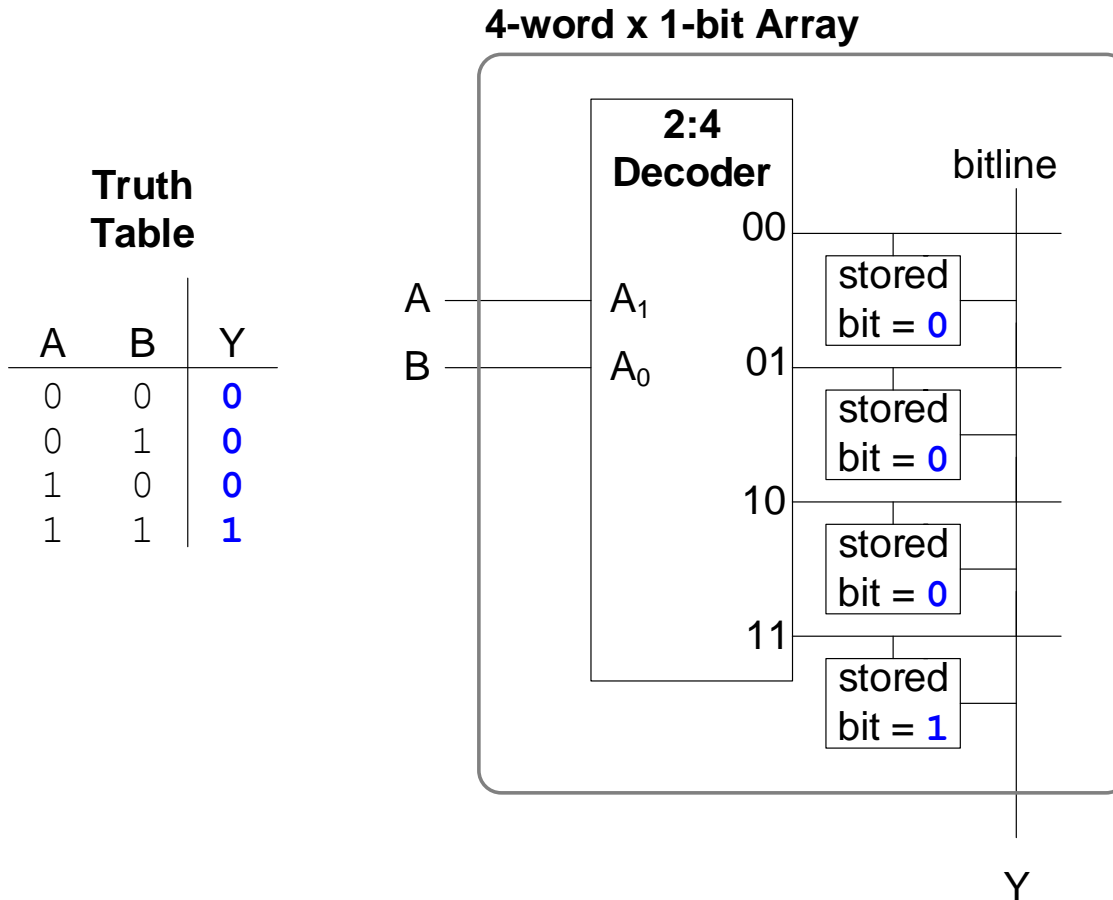 4-word x 1-bit Array
Truth
Table
A B Y
0 0 0
0 1 0
1 0 0
1 1 1
2:4
Decoder
A
B
A₁
A₀
00
01
10
11
bitline
stored
bit = 0
stored
bit = 0
stored
bit = 0
stored
bit = 1
Y